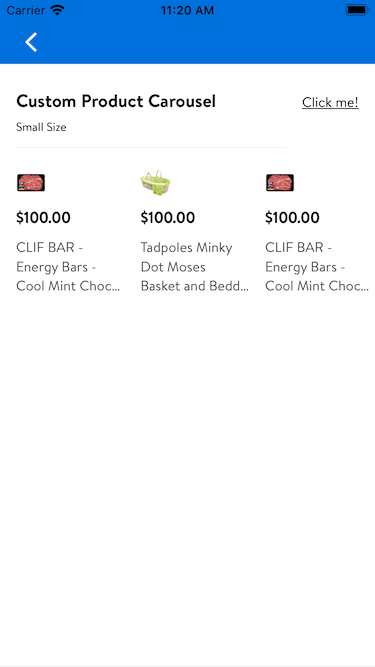 Carrier 11:20 AM
Custom Product Carousel Click me!
Small Size
$100.00 $100.00 $100.00
CLIF BAR - Tadpoles Minky CLIF BAR -
Energy Bars - Dot Moses Energy Bars -
Cool Mint Choc... Basket and Bedd... Cool Mint Choc...